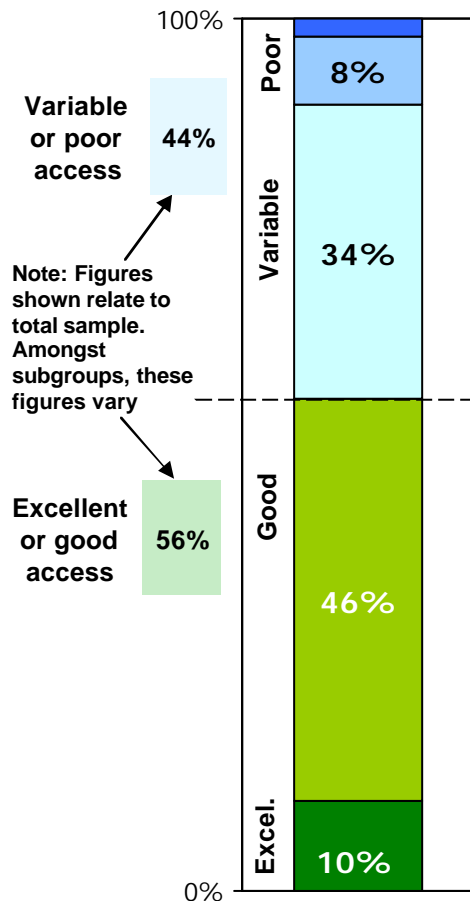 100%
Poor
8%
Variable
or poor
access
44%
Variable
34%
Note: Figures
shown relate to
total sample.
Amongst
subgroups, these
figures vary
Excellent
or good
access
56%
Good
46%
Excel.
10%
0%